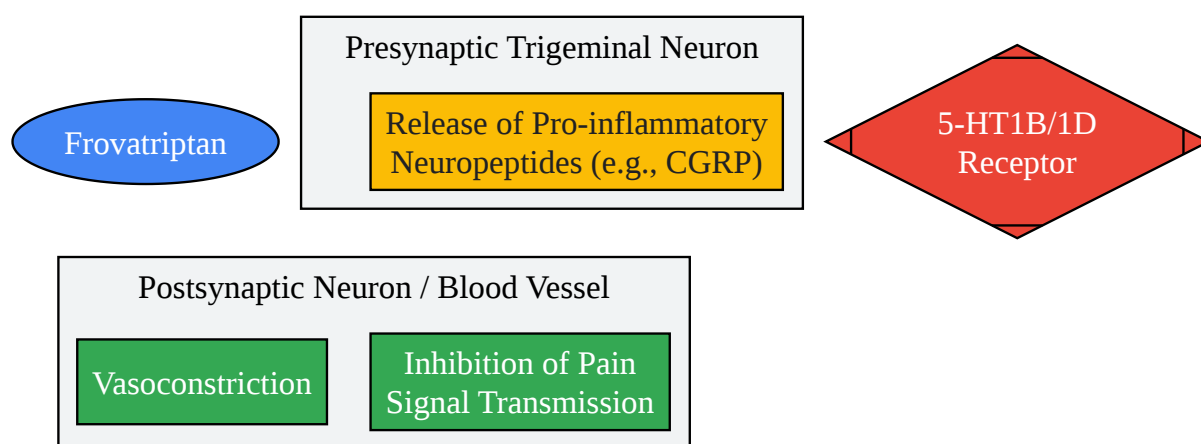 Presynaptic Trigeminal Neuron
Frovatriptan
Release of Pro-inflammatory
Neuropeptides (e.g., CGRP)
5-HT1B/1D
Receptor
Postsynaptic Neuron / Blood Vessel
Vasoconstriction
Inhibition of Pain
Signal Transmission